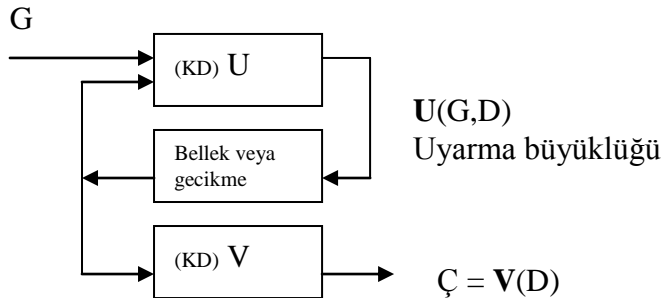 G
(KD) U
U(G,D)
Uyarma büyüklüğü
Bellek veya
gecikme
(KD) V
Ç = V(D)